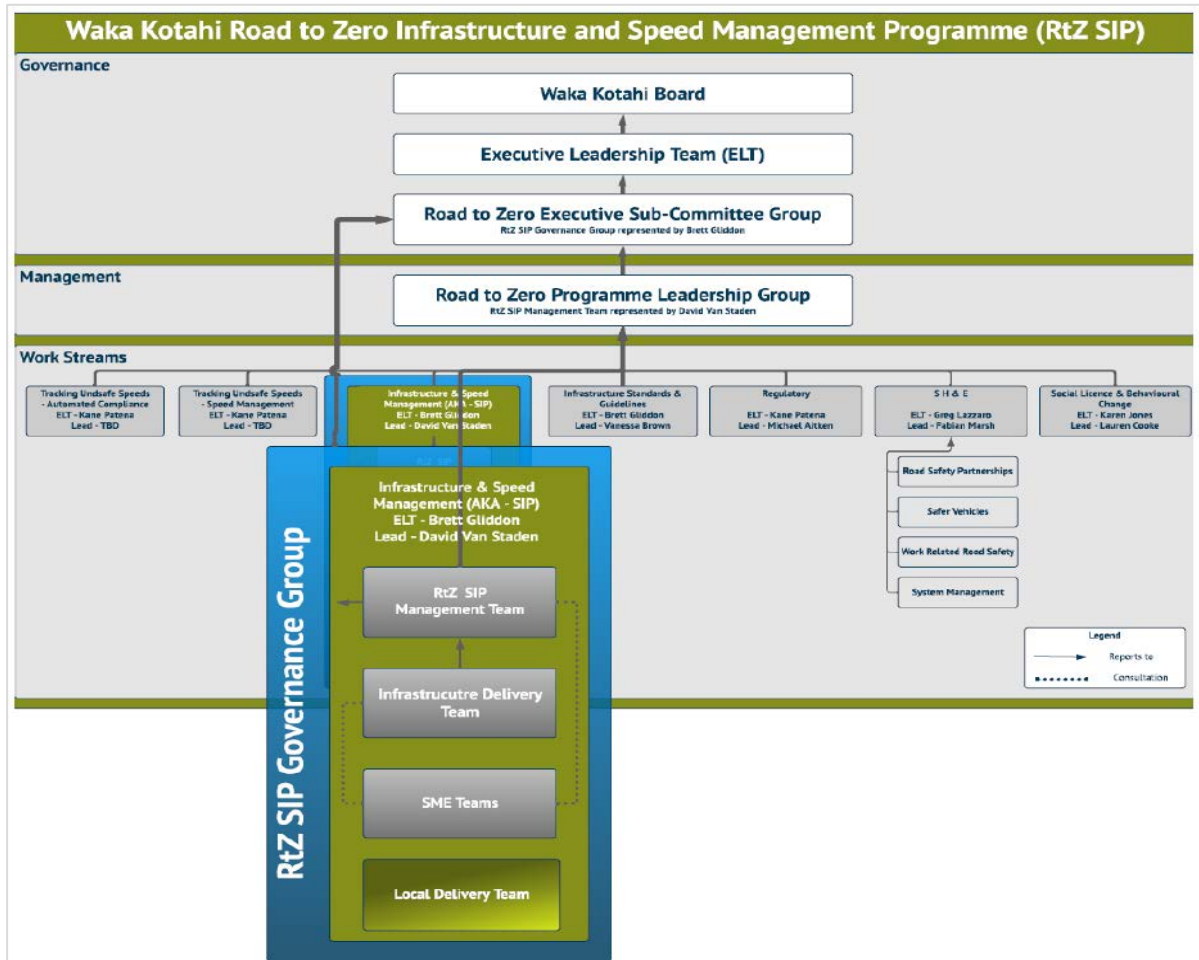 Waka Kotahi Road to Zero Infrastructure and Speed Management Programme (RtZ SIP)
Governance
Waka Kotahi Board
Executive Leadership Team (ELT)
Road to Zero Executive Sub-Committee Group
RtZ SIP Governance Group represented by Brett Gliddon
Management
Road to Zero Programme Leadership Group
RtZ SIP Management Team represented by David Van Staden
Work Streams
Tracking Undsafe Speeds
- Automated Compliance
ELT - Kane Patena
Lead - TBD
Tracking Undsafe Speeds
- Speed Management
ELT - Kane Patena
Lead - TBD
Infrastructure & Speed
Management (AKA - SIP)
ELT - Brett Gliddon
Lead - David Van Staden
Infrastructure Standards &
Guidelines
ELT - Brett Gliddon
Lead - Vanessa Brown
Regulatory
ELT - Kane Patena
Lead - Michael Aitken
S H & E
ELT - Greg Lazzaro
Lead - Fabian Marsh
Social Licence & Behavioural
Change
ELT - Karen Jones
Lead - Lauren Cooke
Road Safety Partnerships
Safer Vehicles
Work Related Road Safety
System Management
RtZ SIP Governance Group
RtZ SIP
Infrastructure & Speed
Management (AKA - SIP)
ELT - Brett Gliddon
Lead - David Van Staden
RtZ SIP
Management Team
Infrastrucutre Delivery
Team
SME Teams
Local Delivery Team
Legend
Reports to
Consultation